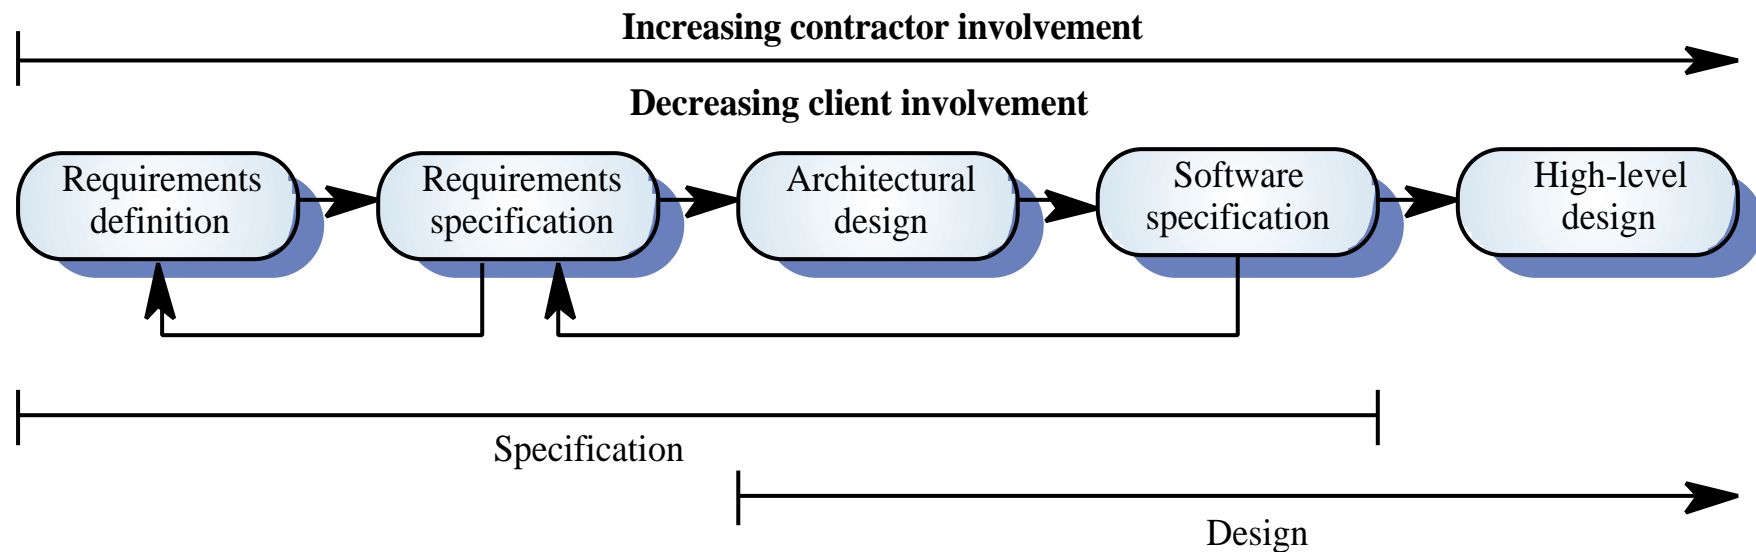 Increasing contractor involvement
Decreasing client involvement
Requirements
definition
Requirements
specification
Architectural
design
Software
specification
High-level
design
Specification
Design